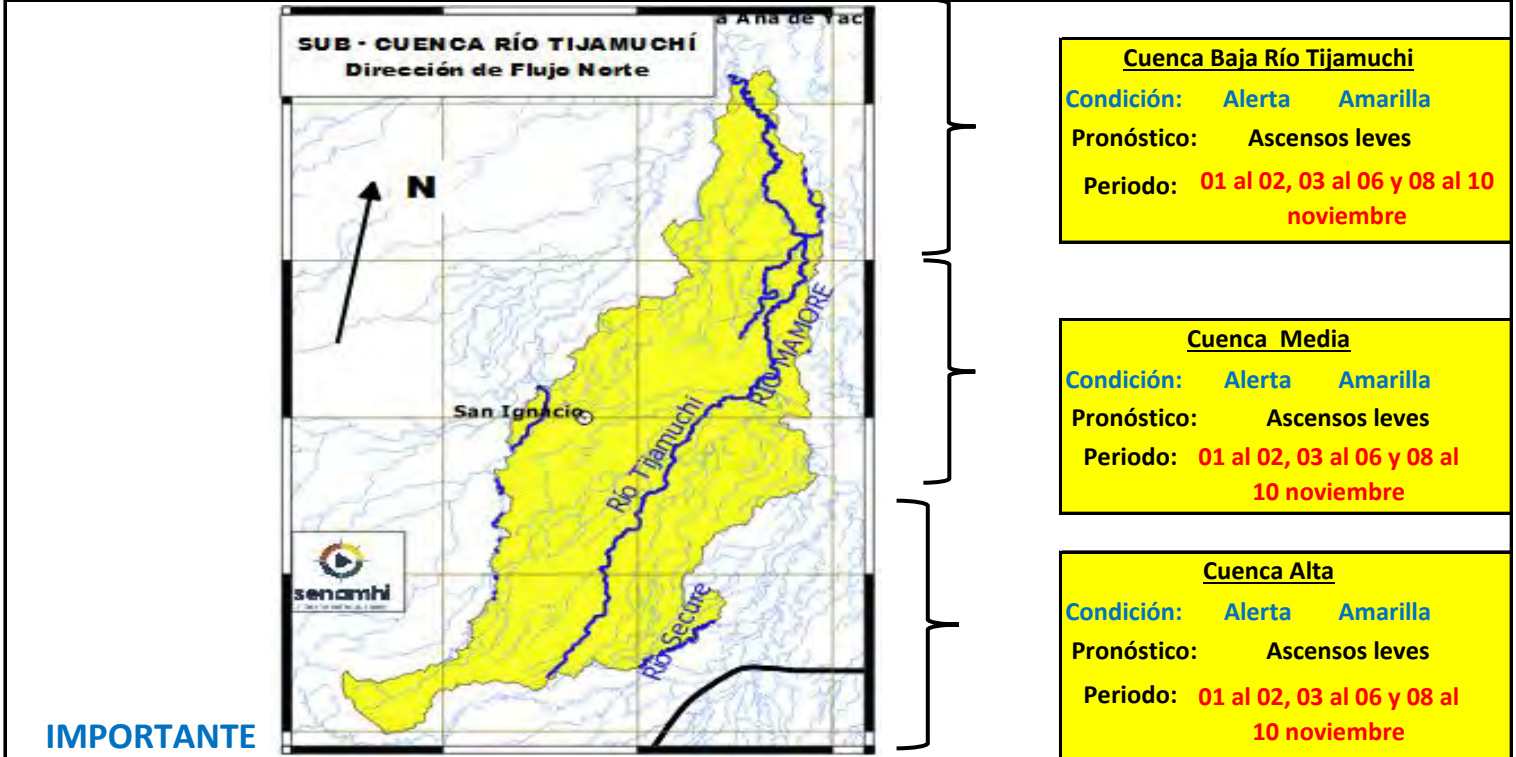 a Ana de Yac
SUB - CUENCA RÍO TIJAMUCHÍ
Dirección de Flujo Norte
N
San Ignacio
Río Tijamuchi
RIO MAMORE
Río Secure
senamhi
IMPORTANTE
Cuenca Baja Río Tijamuchi
Condición: Alerta Amarilla
Pronóstico: Ascensos leves
Periodo: 01 al 02, 03 al 06 y 08 al 10
noviembre
Cuenca Media
Condición: Alerta Amarilla
Pronóstico: Ascensos leves
Periodo: 01 al 02, 03 al 06 y 08 al
10 noviembre
Cuenca Alta
Condición: Alerta Amarilla
Pronóstico: Ascensos leves
Periodo: 01 al 02, 03 al 06 y 08 al
10 noviembre